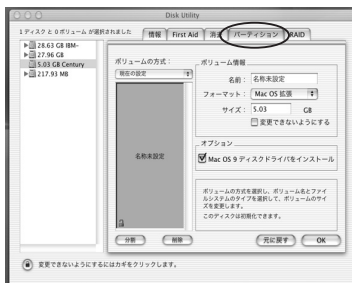 Disk Utility
1 ディスク と 0 ボリューム が選択されました
情報
First Aid
消去
パーティション
RAID
28.63 GB IBM-
27.96 GB
5.03 GB Century
217.93 MB
ボリュームの方式：
現在の設定
名称未設定
分割
削除
ボリューム情報
名前： 名称未設定
フォーマット： Mac OS 拡張
サイズ： 5.03 GB
変更できないようにする
オプション
Mac OS 9 ディスクドライバをインストール
ボリュームの方式を選択し、ボリューム名とファイ
ルシステムのタイプを選択して、ボリュームのサイ
ズを変更します。
このディスクは初期化できます。
元に戻す
OK
変更できないようにするにはカギをクリックします。